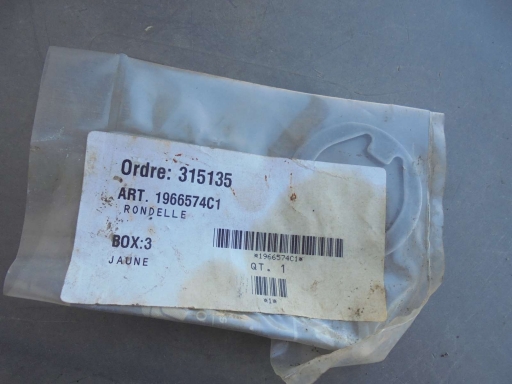 Ordre: 315135
ART. 1966574C1
RONDELLE
BOX:3
JAUNE
*1966574C1*
QT. 1
*1*